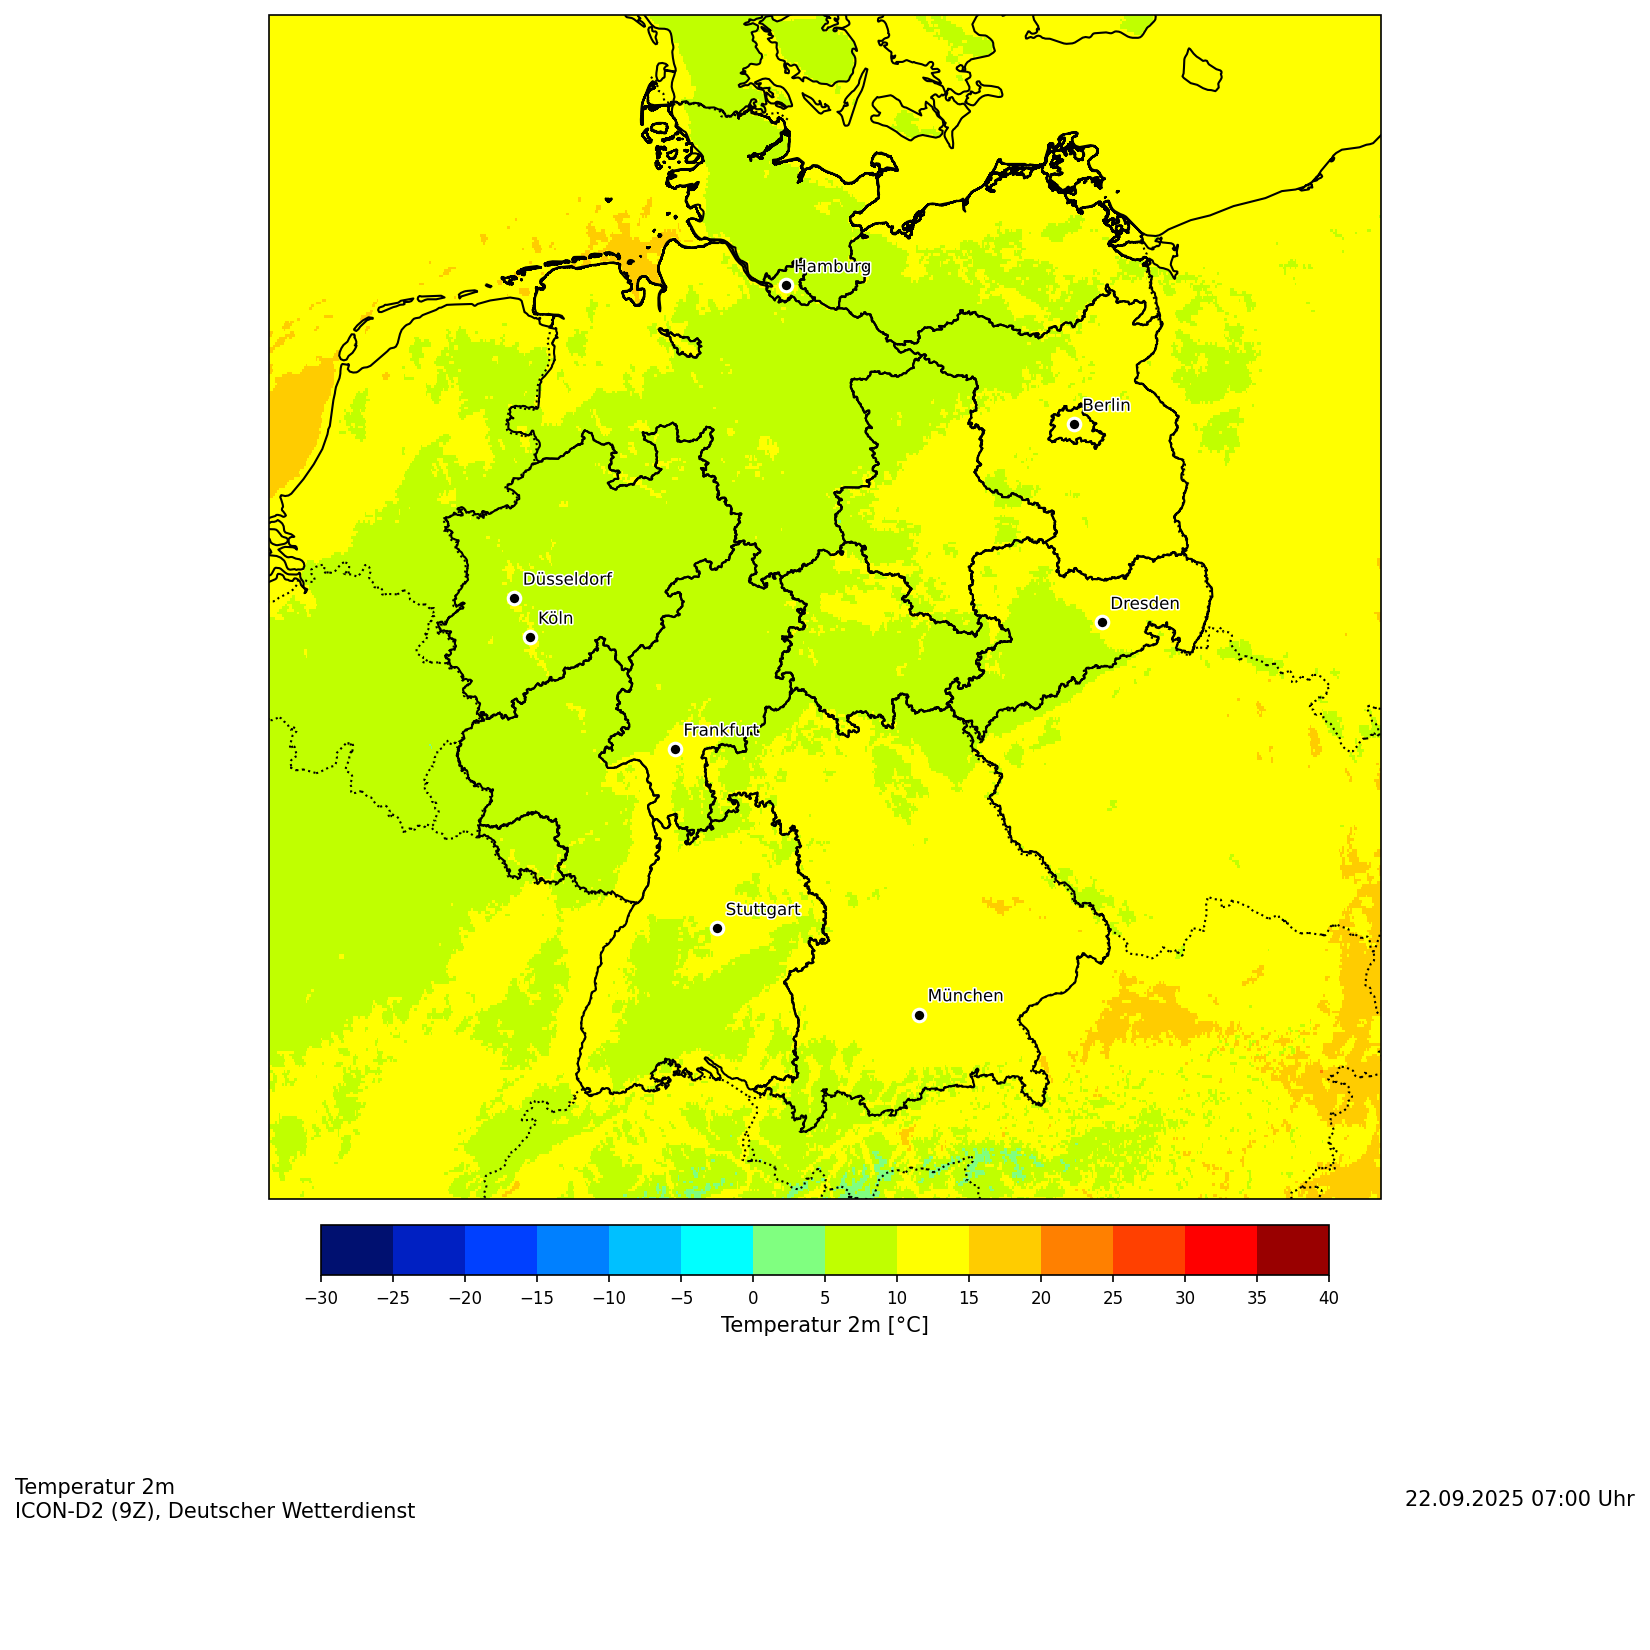 Hamburg
Berlin
Düsseldorf
Köln
Dresden
Frankfurt
Stuttgart
München
−30 −25 −20 −15 −10 −5 0 5 10 15 20 25 30 35 40
Temperatur 2m [°C]
Temperatur 2m
ICON-D2 (9Z), Deutscher Wetterdienst
22.09.2025 07:00 Uhr